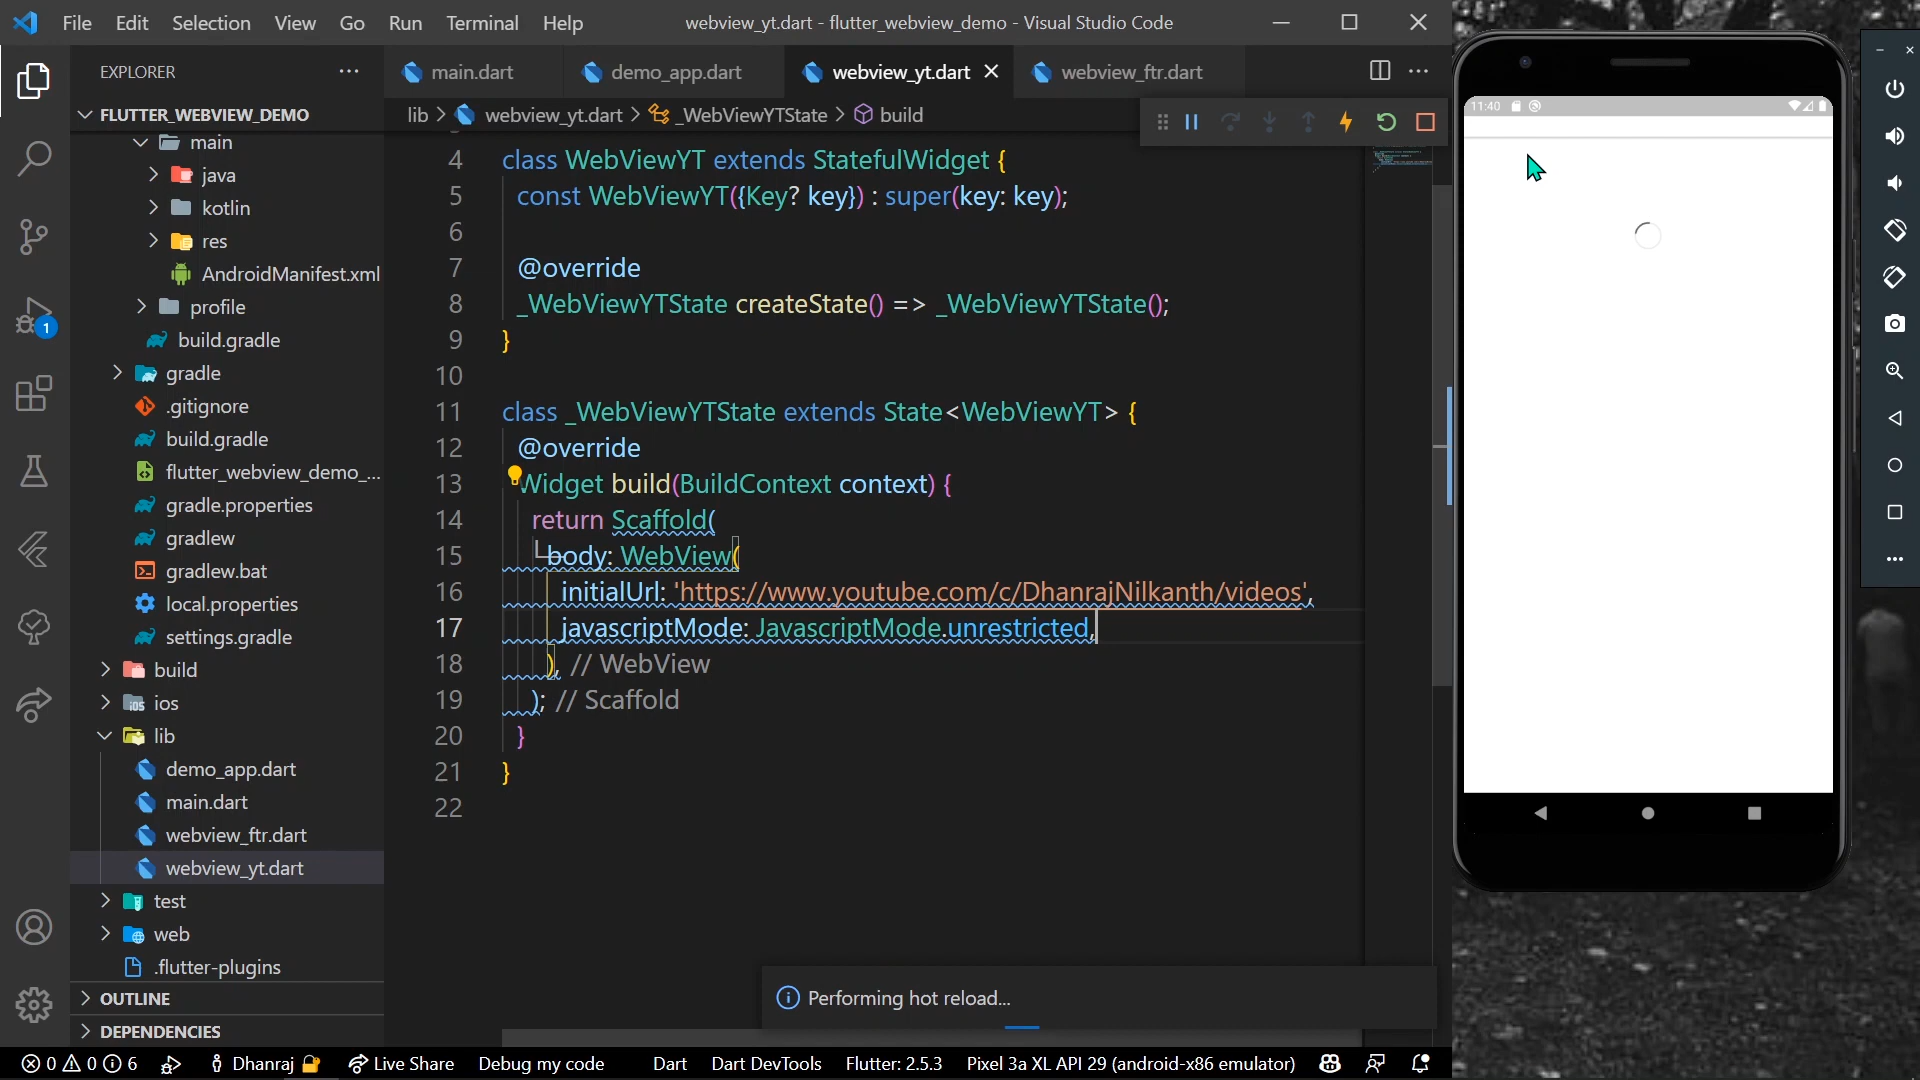 File Edit Selection View Go Run Terminal Help
webview_yt.dart - flutter_webview_demo - Visual Studio Code
EXPLORER
main.dart
demo_app.dart
webview_yt.dart
webview_ftr.dart
FLUTTER_WEBVIEW_DEMO
lib > webview_yt.dart > _WebViewYTState > build
main
java
kotlin
res
AndroidManifest.xml
profile
build.gradle
gradle
.gitignore
build.gradle
flutter_webview_demo_...
gradle.properties
gradlew
gradlew.bat
local.properties
settings.gradle
build
ios
lib
demo_app.dart
main.dart
webview_ftr.dart
webview_yt.dart
test
web
.flutter-plugins
OUTLINE
DEPENDENCIES
1
4 class WebViewYT extends StatefulWidget {
5 const WebViewYT({Key? key}) : super(key: key);
6
7 @override
8 _WebViewYTState createState() => _WebViewYTState();
9 }
10
11 class _WebViewYTState extends State<WebViewYT> {
12 @override
13 Widget build(BuildContext context) {
14 return Scaffold(
15 body: WebView(
16 initialUrl: 'https://www.youtube.com/c/DhanrajNilkanth/videos',
17 javascriptMode: JavascriptMode.unrestricted,
18 ), // WebView
19 ); // Scaffold
20 }
21 }
22
Performing hot reload...
0 0 6 Dhanraj Live Share Debug my code Dart Dart DevTools Flutter: 2.5.3 Pixel 3a XL API 29 (android-x86 emulator)
11:40